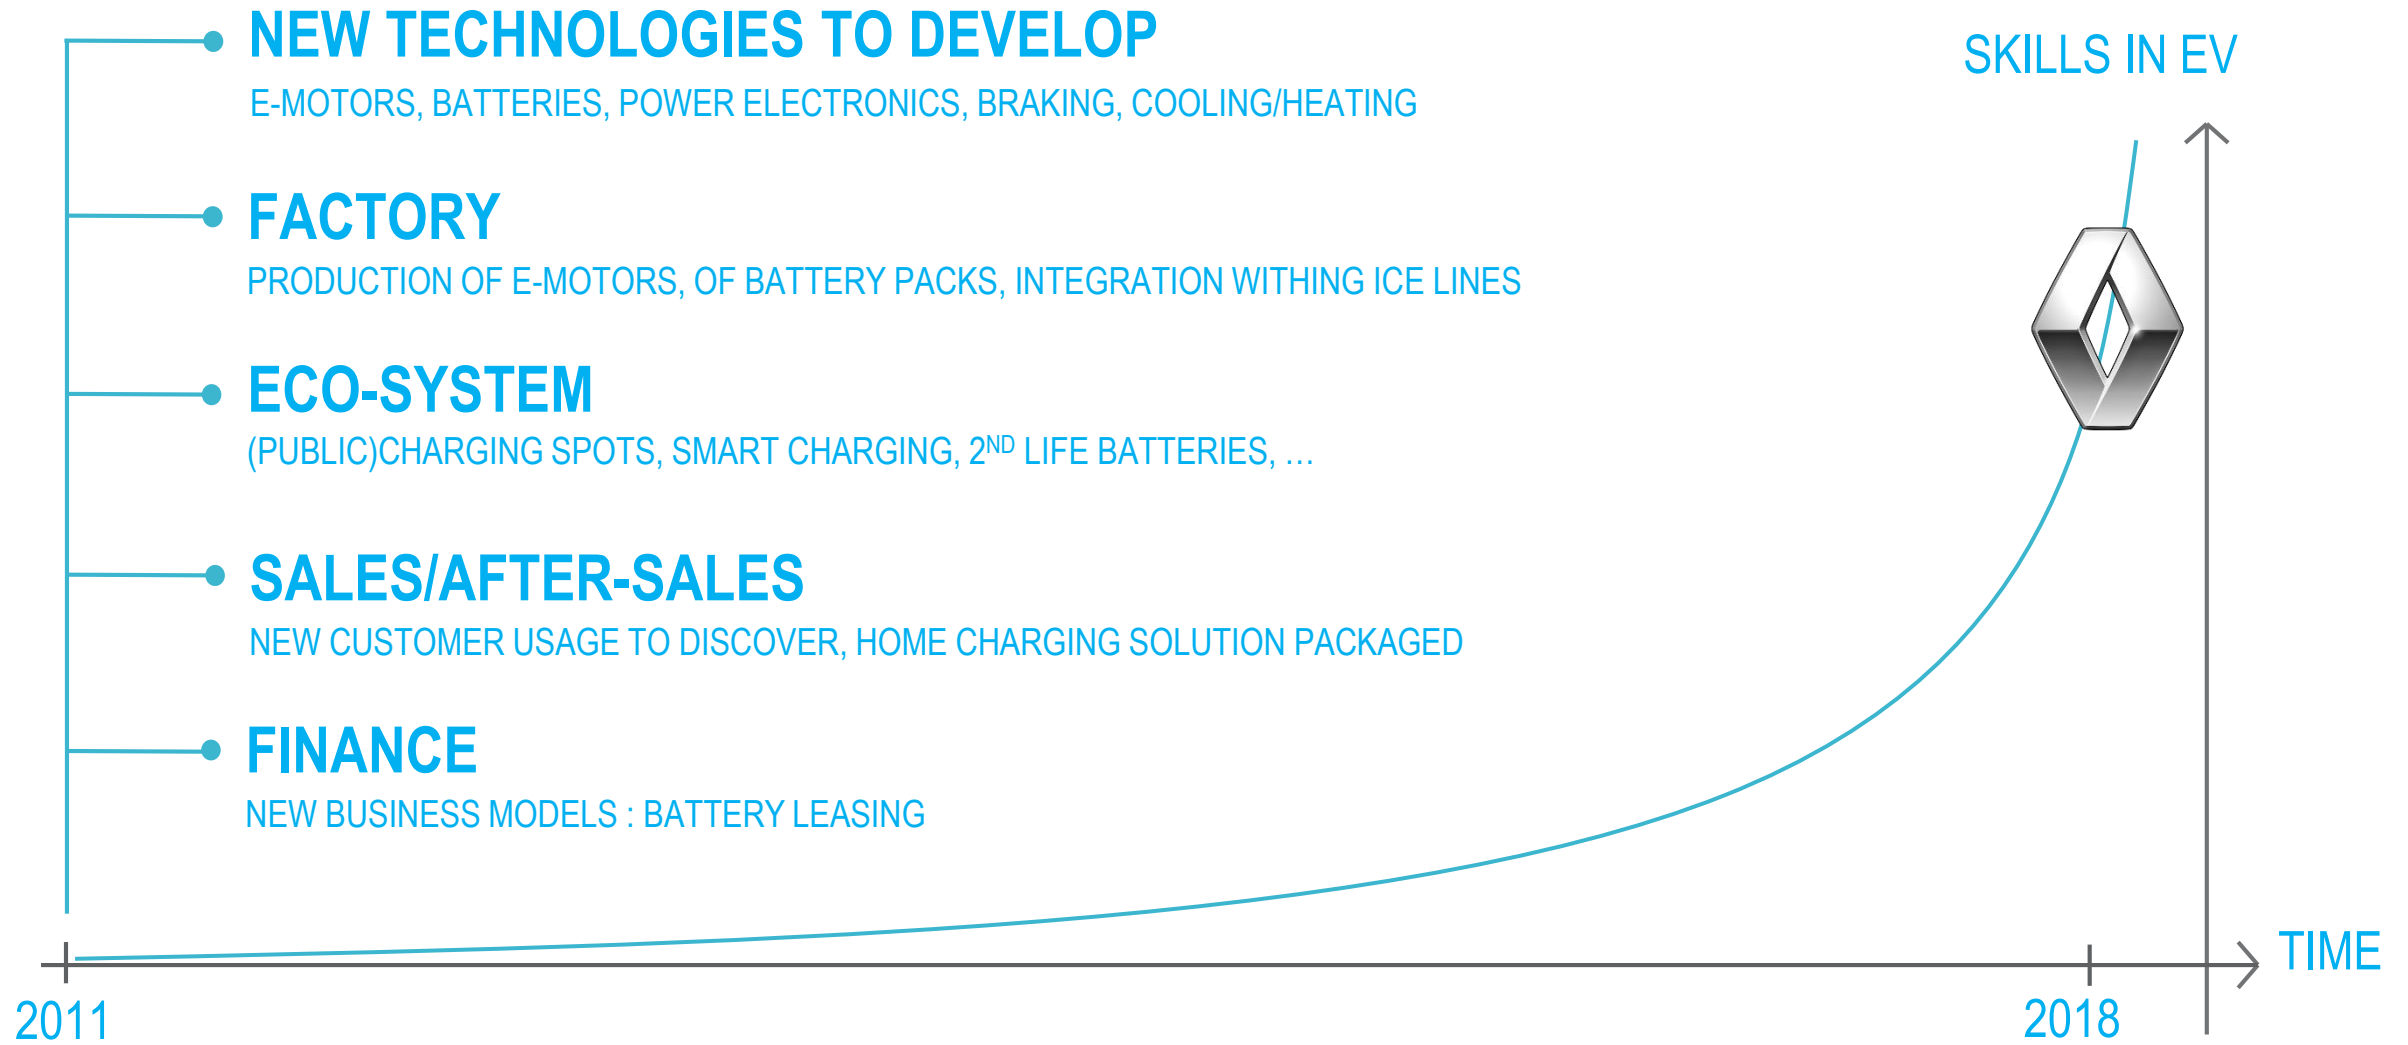 NEW TECHNOLOGIES TO DEVELOP
E-MOTORS, BATTERIES, POWER ELECTRONICS, BRAKING, COOLING/HEATING
FACTORY
PRODUCTION OF E-MOTORS, OF BATTERY PACKS, INTEGRATION WITHING ICE LINES
ECO-SYSTEM
(PUBLIC)CHARGING SPOTS, SMART CHARGING, 2ND LIFE BATTERIES, …
SALES/AFTER-SALES
NEW CUSTOMER USAGE TO DISCOVER, HOME CHARGING SOLUTION PACKAGED
FINANCE
NEW BUSINESS MODELS : BATTERY LEASING
SKILLS IN EV
TIME
2011
2018